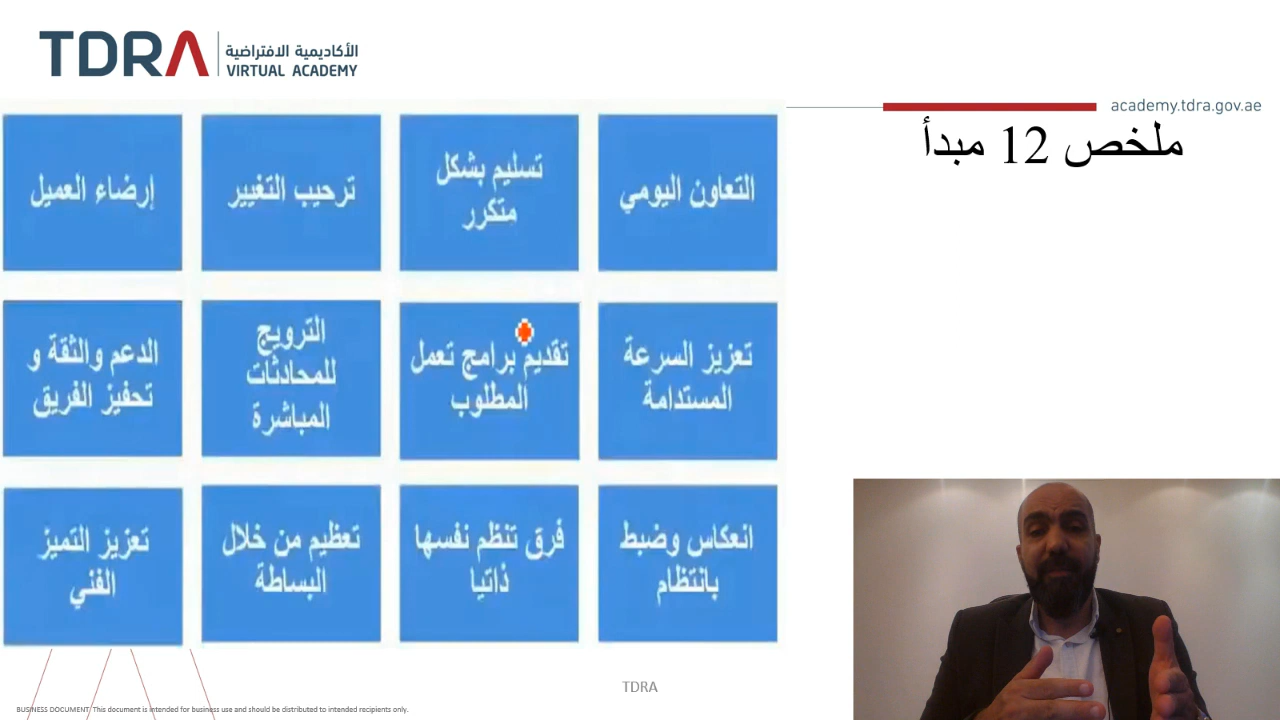 TDRA
الأكاديمية الافتراضية
VIRTUAL ACADEMY
academy.tdra.gov.ae
ملخص 12 مبدأ
إرضاء العميل
ترحيب التغيير
تسليم بشكل
متكرر
التعاون اليومي
الدعم والثقة و
تحفيز الفريق
الترويج
للمحادثات
المباشرة
تقديم برامج تعمل
المطلوب
تعزيز السرعة
المستدامة
تعزيز التميز
الفني
تعظيم من خلال
البساطة
فرق تنظم نفسها
ذاتيا
انعكاس وضبط
بانتظام
TDRA
BUSINESS DOCUMENT This document is intended for business use and should be distributed to intended recipients only.